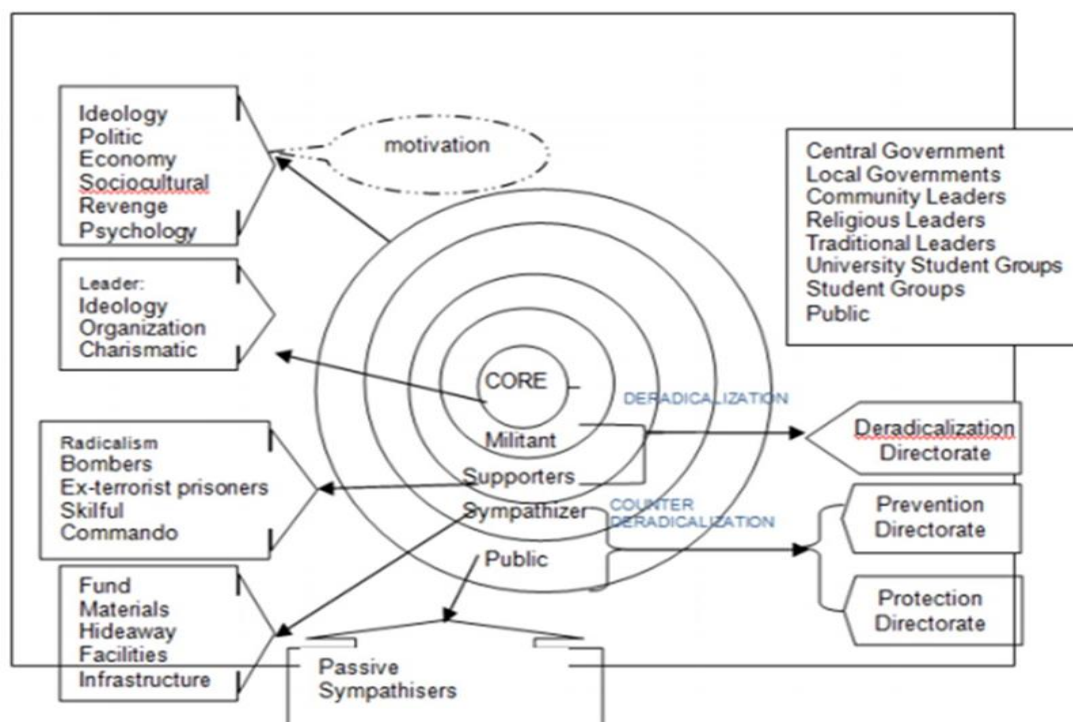 Ideology
Politic
Economy
Sociocultural
Revenge
Psychology
motivation
Central Government
Local Governments
Community Leaders
Religious Leaders
Traditional Leaders
University Student Groups
Student Groups
Public
Leader:
Ideology
Organization
Charismatic
CORE
DERADICALIZATION
Militant
Supporters
Sympathizer
COUNTER
DERADICALIZATION
Public
Deradicalization
Directorate
Prevention
Directorate
Protection
Directorate
Radicalism
Bombers
Ex-terrorist prisoners
Skilful
Commando
Fund
Materials
Hideaway
Facilities
Infrastructure
Passive
Sympathisers